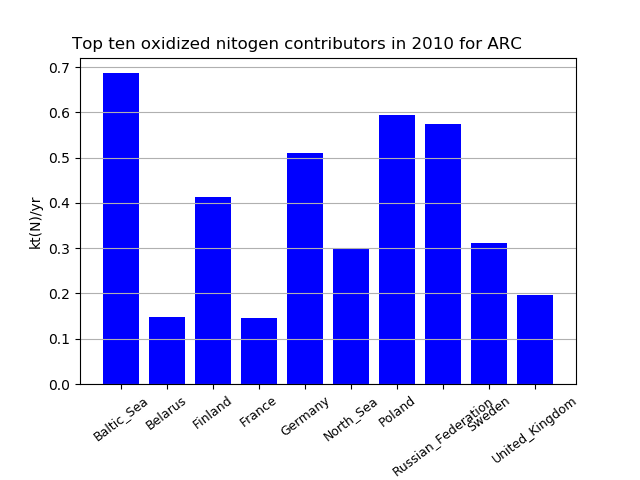 Top ten oxidized nitogen contributors in 2010 for ARC
kt(N)/yr
0.7
0.6
0.5
0.4
0.3
0.2
0.1
0.0
Baltic_Sea
Belarus
Finland
France
Germany
North_Sea
Poland
Russian_Federation
Sweden
United_Kingdom